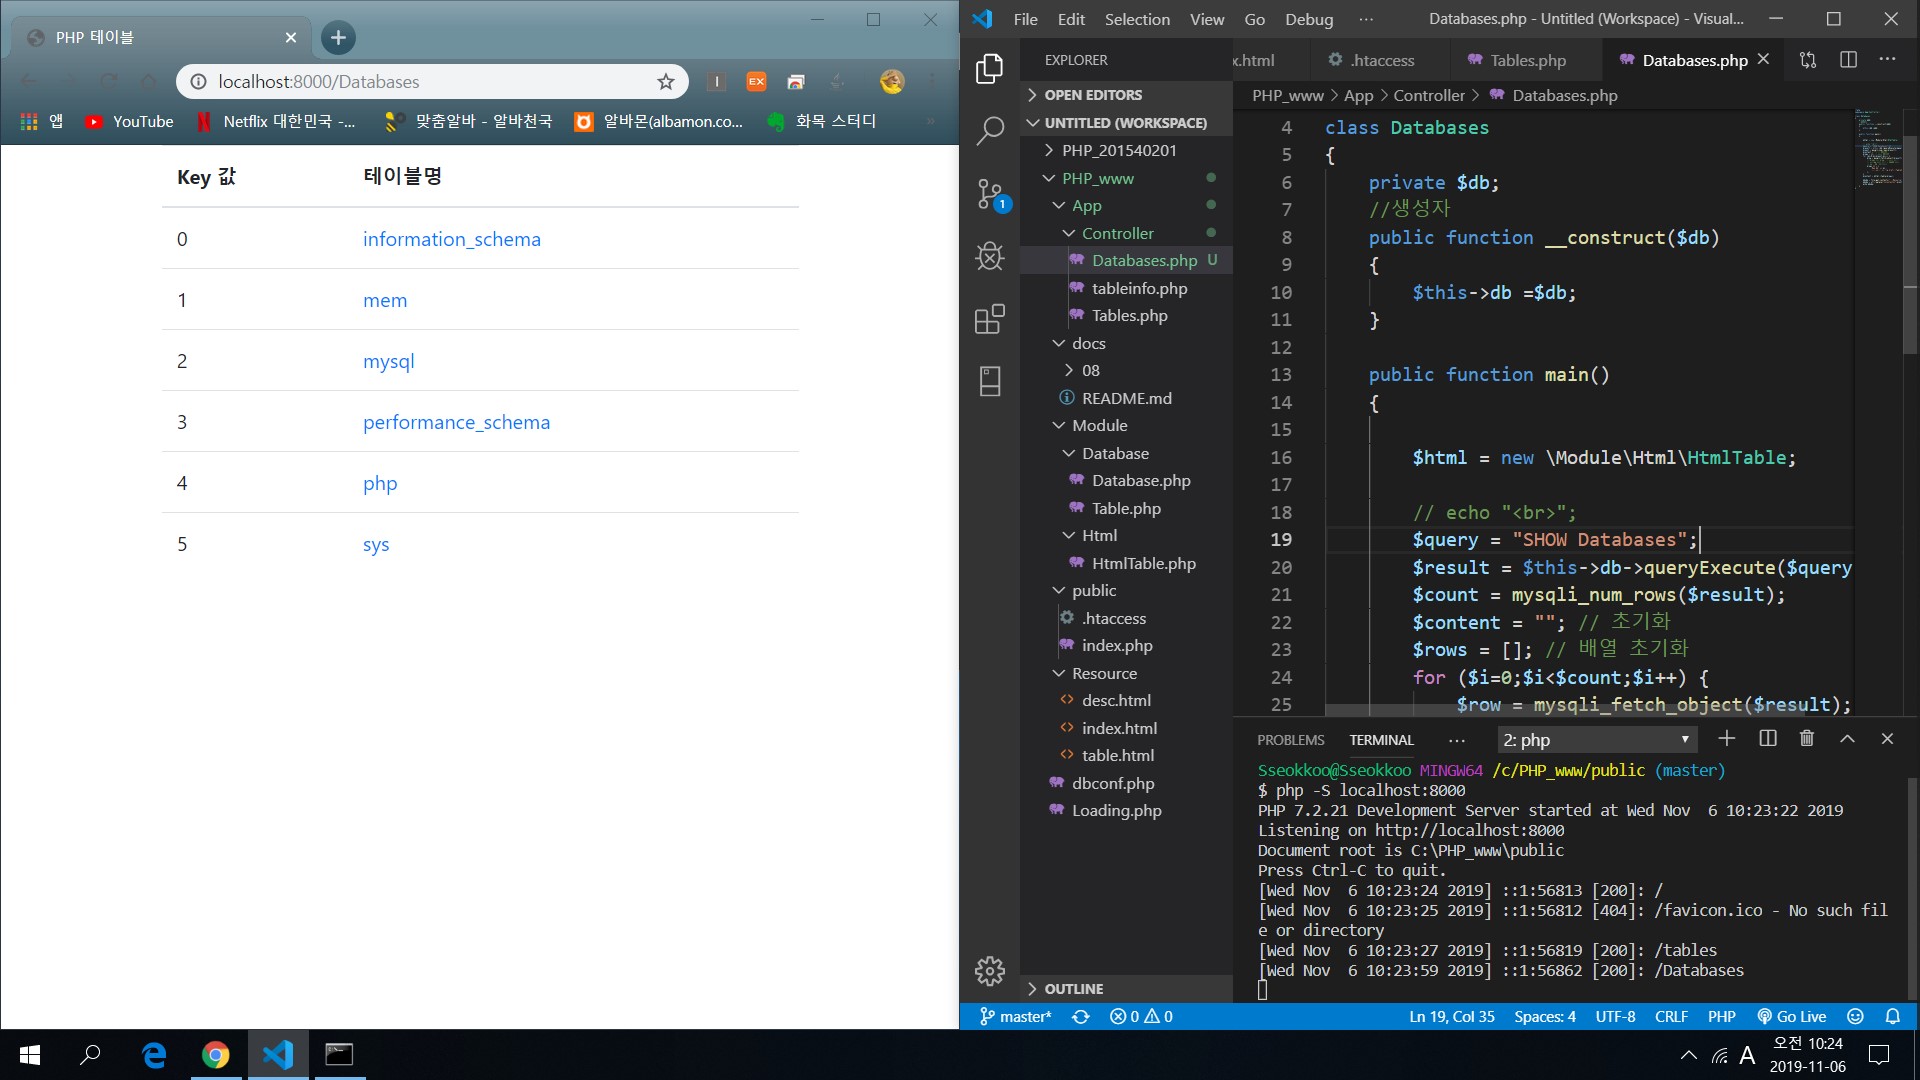 PHP 테이블
localhost:8000/Databases
앱
YouTube
Netflix 대한민국 -...
맞춤알바 - 알바천국
알바몬(albamon.co...
화목 스터디
Key 값 테이블명
0 information_schema
1 mem
2 mysql
3 performance_schema
4 php
5 sys
File Edit Selection View Go Debug ...
Databases.php - Untitled (Workspace) - Visual...
EXPLORER
OPEN EDITORS
UNTITLED (WORKSPACE)
PHP_201540201
PHP_www
App
Controller
Databases.php U
tableinfo.php
Tables.php
docs
08
README.md
Module
Database
Database.php
Table.php
Html
HtmlTable.php
public
.htaccess
index.php
Resource
desc.html
index.html
table.html
dbconf.php
Loading.php
OUTLINE
x.html .htaccess Tables.php Databases.php
PHP_www > App > Controller > Databases.php
4 class Databases
5 {
6 private $db;
7 //생성자
8 public function __construct($db)
9 {
10 $this->db =$db;
11 }
12
13 public function main()
14 {
15
16 $html = new \Module\Html\HtmlTable;
17
18 // echo "<br>";
19 $query = "SHOW Databases";
20 $result = $this->db->queryExecute($query
21 $count = mysqli_num_rows($result);
22 $content = ""; // 초기화
23 $rows = []; // 배열 초기화
24 for ($i=0;$i<$count;$i++) {
25 $row = mysqli_fetch_object($result);
PROBLEMS TERMINAL ... 2: php
Sseokkoo@Sseokkoo MINGW64 /c/PHP_www/public (master)
$ php -S localhost:8000
PHP 7.2.21 Development Server started at Wed Nov  6 10:23:22 2019
Listening on http://localhost:8000
Document root is C:\PHP_www\public
Press Ctrl-C to quit.
[Wed Nov  6 10:23:24 2019] ::1:56813 [200]: /
[Wed Nov  6 10:23:25 2019] ::1:56812 [404]: /favicon.ico - No such fil
e or directory
[Wed Nov  6 10:23:27 2019] ::1:56819 [200]: /tables
[Wed Nov  6 10:23:59 2019] ::1:56862 [200]: /Databases
master* 0 0 Ln 19, Col 35 Spaces: 4 UTF-8 CRLF PHP Go Live
1
EX
A
오전 10:24
2019-11-06